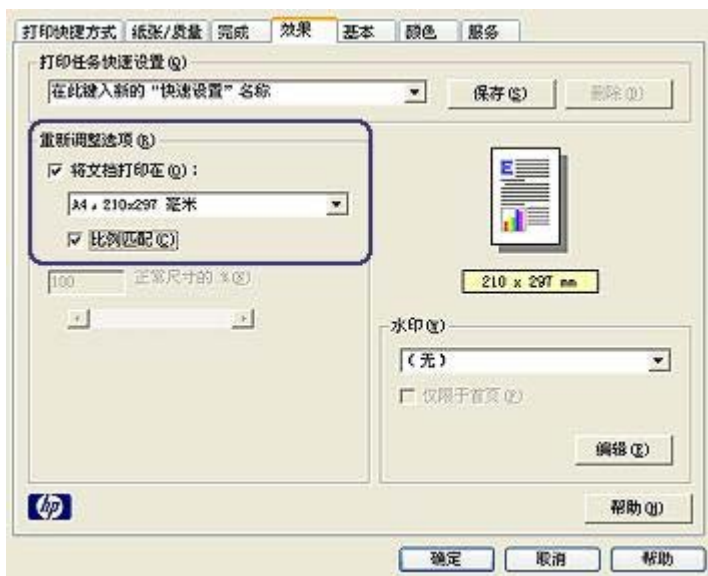 打印快捷方式 纸张/质量 完成 效果 基本 颜色 服务
打印任务快速设置(Q)
在此键入新的“快速设置”名称
保存(S) 删除(D)
重新调整选项(R)
将文档打印在(O)：
A4，210x297 毫米
比例匹配(C)
100 正常尺寸的 %(Z)
E
210 x 297 mm
水印(W)
(无)
仅限于首页(P)
编辑(E)
hp
帮助(H)
确定 取消 帮助